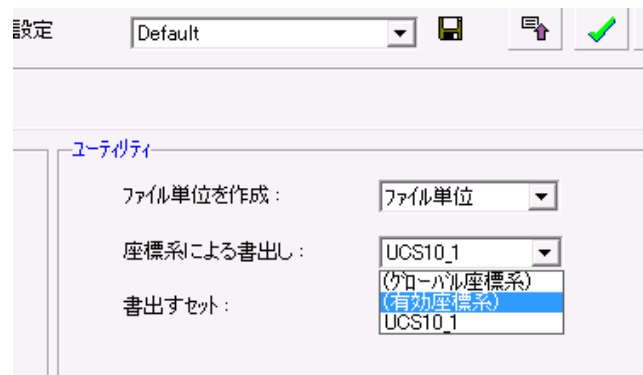 設定
Default
ユーティリティ
ファイル単位を作成：
ファイル単位
座標系による書出し：
UCS10_1
(グローバル座標系)
(有効座標系)
UCS10_1
書出すセット：